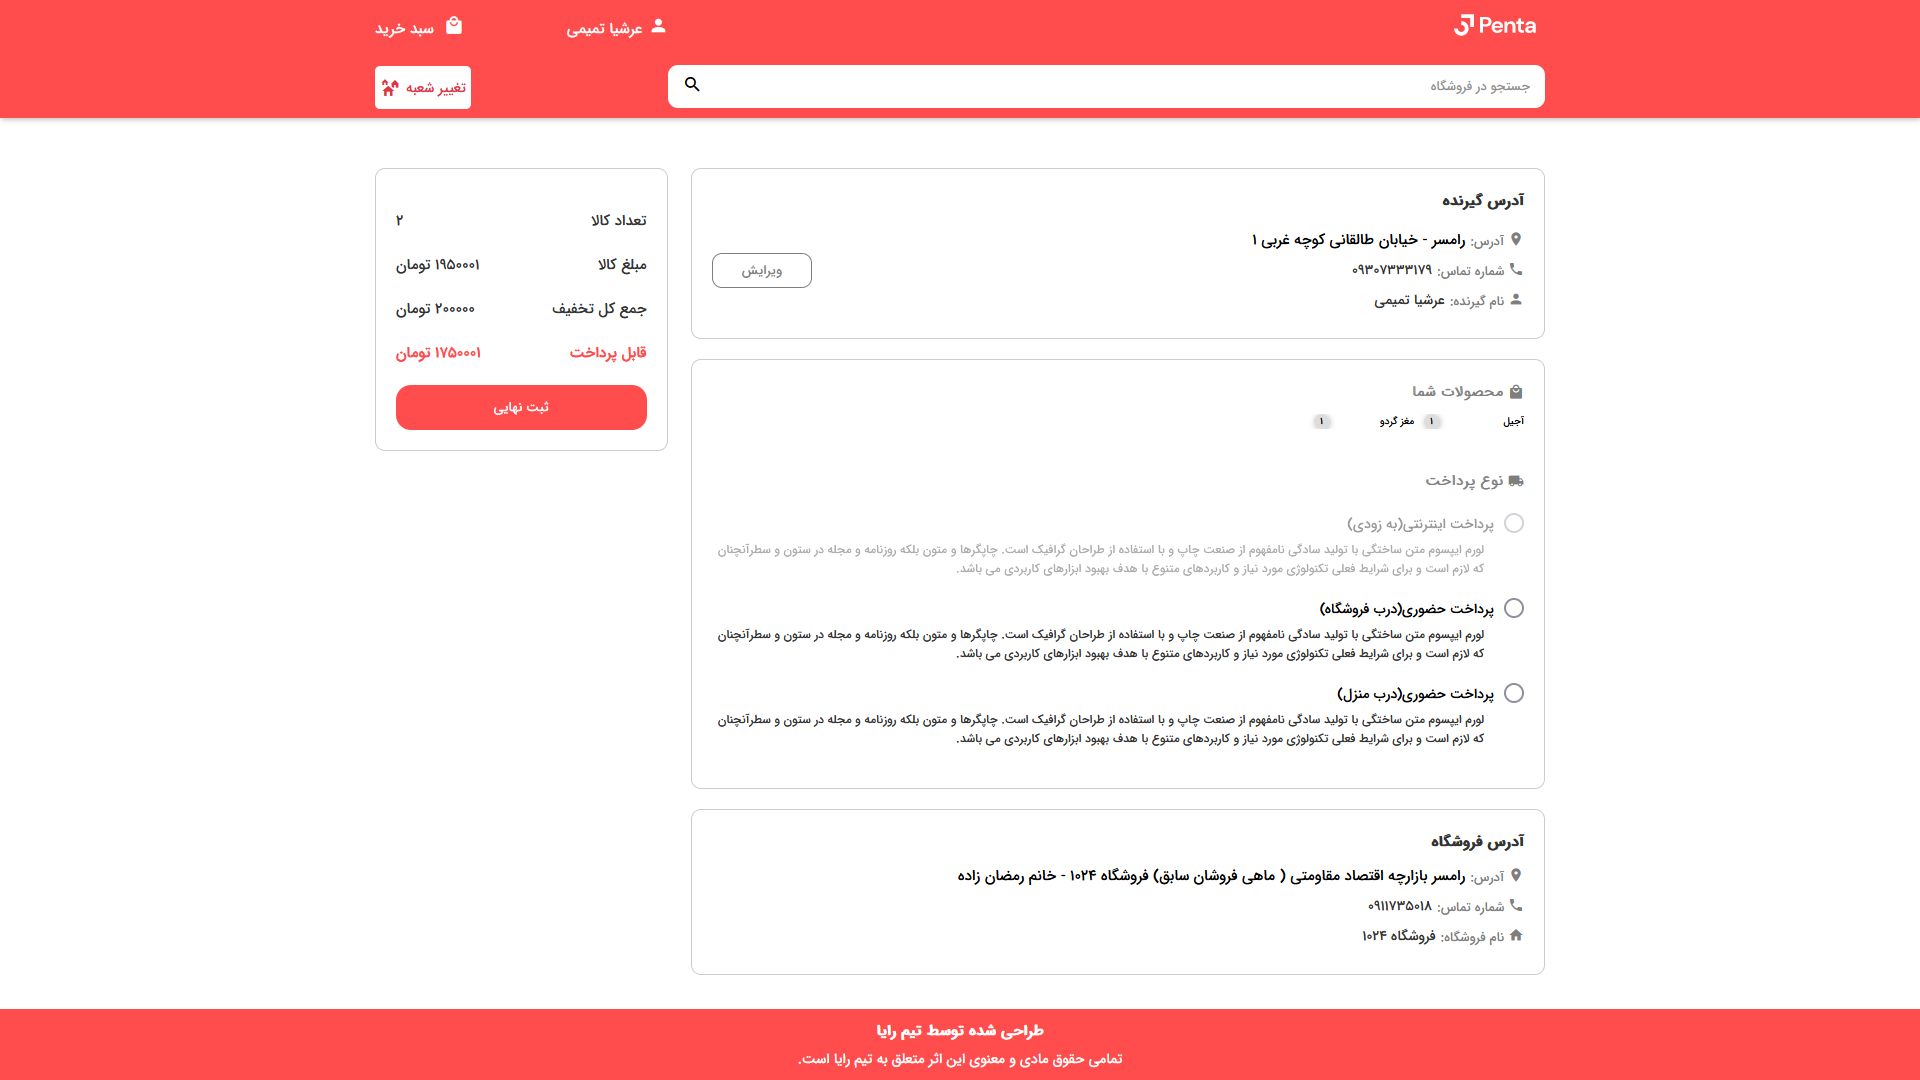 Penta
عرشیا تمیمی
سبد خرید
جستجو در فروشگاه
تغییر شعبه
آدرس گیرنده
آدرس: رامسر - خیابان طالقانی کوچه غربی ۱
شماره تماس: ۰۹۳۰۷۳۳۳۱۷۹
نام گیرنده: عرشیا تمیمی
ویرایش
محصولات شما
آجیل ۱ مغز گردو ۱
نوع پرداخت
پرداخت اینترنتی(به زودی)
لورم ایپسوم متن ساختگی با تولید سادگی نامفهوم از صنعت چاپ و با استفاده از طراحان گرافیک است. چاپگرها و متون بلکه روزنامه و مجله در ستون و سطرآنچنان
که لازم است و برای شرایط فعلی تکنولوژی مورد نیاز و کاربردهای متنوع با هدف بهبود ابزارهای کاربردی می باشد.
پرداخت حضوری(درب فروشگاه)
لورم ایپسوم متن ساختگی با تولید سادگی نامفهوم از صنعت چاپ و با استفاده از طراحان گرافیک است. چاپگرها و متون بلکه روزنامه و مجله در ستون و سطرآنچنان
که لازم است و برای شرایط فعلی تکنولوژی مورد نیاز و کاربردهای متنوع با هدف بهبود ابزارهای کاربردی می باشد.
پرداخت حضوری(درب منزل)
لورم ایپسوم متن ساختگی با تولید سادگی نامفهوم از صنعت چاپ و با استفاده از طراحان گرافیک است. چاپگرها و متون بلکه روزنامه و مجله در ستون و سطرآنچنان
که لازم است و برای شرایط فعلی تکنولوژی مورد نیاز و کاربردهای متنوع با هدف بهبود ابزارهای کاربردی می باشد.
آدرس فروشگاه
آدرس: رامسر بازارچه اقتصاد مقاومتی ( ماهی فروشان سابق) فروشگاه ۱۰۲۴ - خانم رمضان زاده
شماره تماس: ۰۹۱۱۷۳۵۰۱۸
نام فروشگاه: فروشگاه ۱۰۲۴
تعداد کالا ۲
مبلغ کالا ۱۹۵۰۰۰۱ تومان
جمع کل تخفیف ۲۰۰۰۰۰ تومان
قابل پرداخت ۱۷۵۰۰۰۱ تومان
ثبت نهایی
طراحی شده توسط تیم رایا
تمامی حقوق مادی و معنوی این اثر متعلق به تیم رایا است.